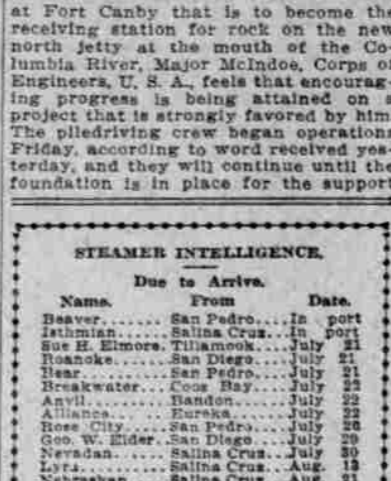 at Fort Canby that is to become the
receiving station for rock on the new
north jetty at the mouth of the Co-
lumbia River, Major McIndoe, Corps of
Engineers, U. S. A., feels that encourag-
ing progress is being attained on
project that is strongly favored by him.
The piledriving crew began operations
Friday, according to word received yes-
terday, and they will continue until the
foundation is in place for the support
STEAMER INTELLIGENCE.
Due to Arrive.
Name. From Date.
Beaver....... San Pedro.... In port
Isthmian..... Salina Cruz.. In port
Sue H. Elmore. Tillamook.... July 21
Roanoke...... San Diego.... July 21
Bear......... San Pedro.... July 21
Breakwater... Coos Bay..... July 22
Anvil........ Bandon....... July 22
Alliance..... Eureka....... July 22
Rose City.... San Pedro.... July 26
Geo. W. Elder.. San Diego.... July 29
Nevadan...... Salina Cruz.. July 30
Lyra......... Salina Cruz.. Aug. 13
Nebraskan.... Salina Cruz.. Aug. 21